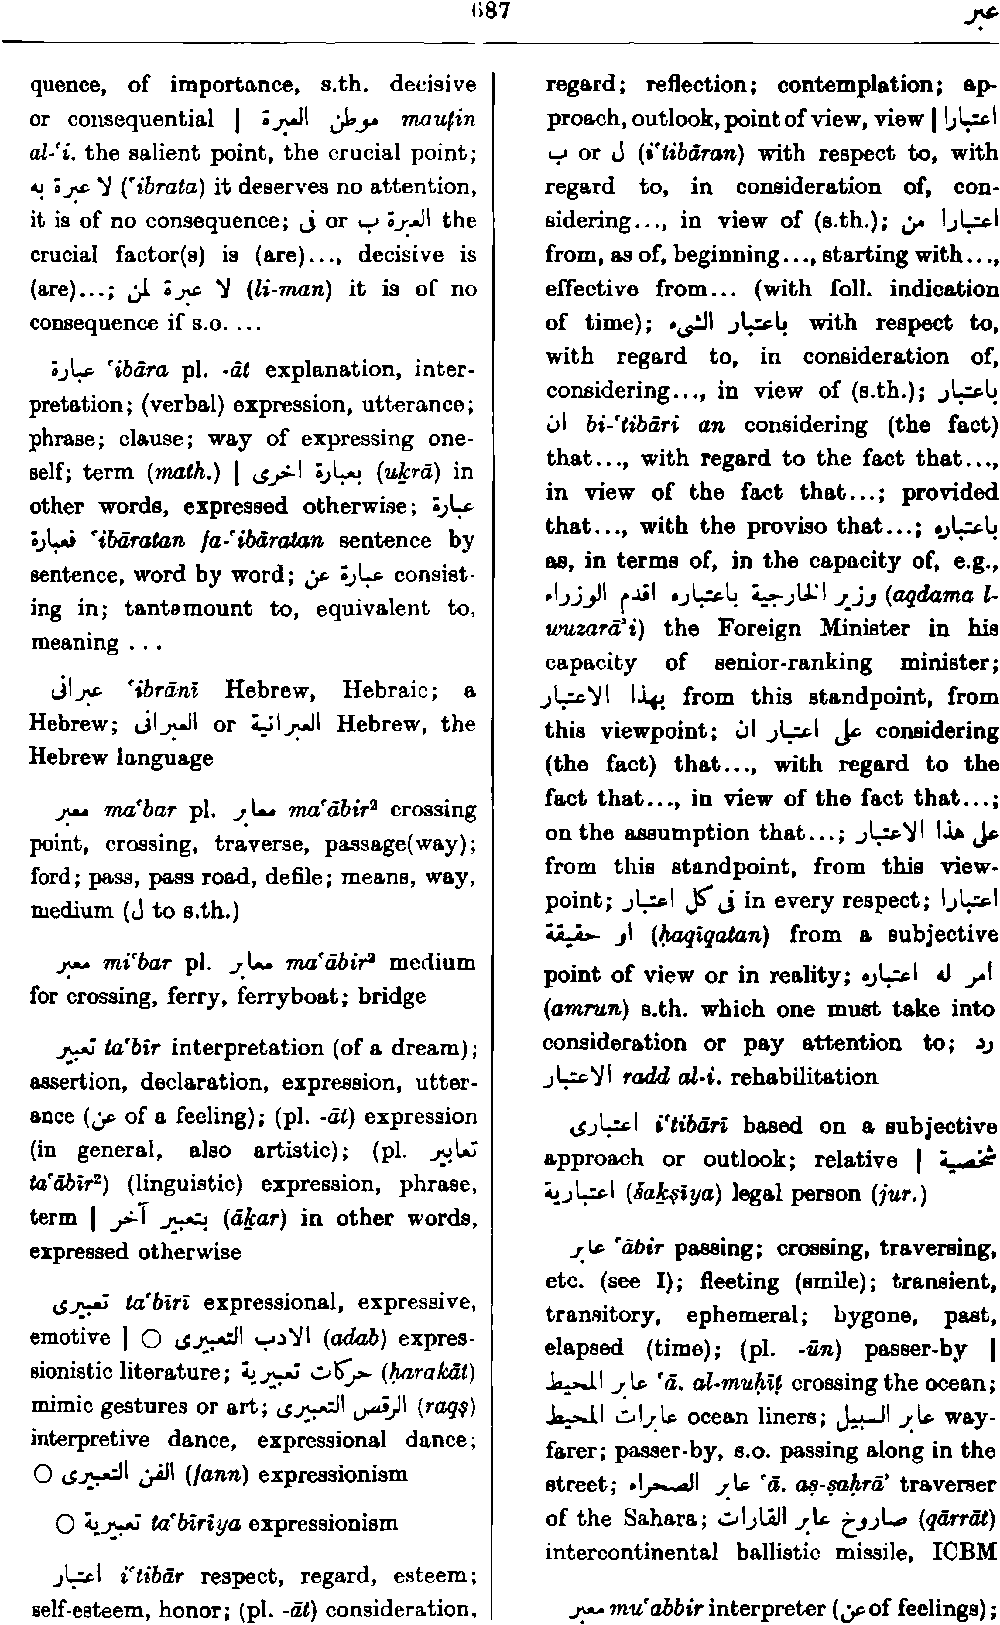 687
عبر
quence, of importance, s.th. decisive
or consequential | موطن العبرة mauṭin
al-ʿi. the salient point, the crucial point;
لا عبرة به (ʿibrata) it deserves no attention,
it is of no consequence; العبرة ب or فى the
crucial factor(s) is (are)..., decisive is
(are)...; لا عبرة لمن (li-man) it is of no
consequence if s.o. ...
عبارة ʿibāra pl. -āt explanation, inter-
pretation; (verbal) expression, utterance;
phrase; clause; way of expressing one-
self; term (math.) | بعبارة اخرى (uḵrā) in
other words, expressed otherwise; عبارة
فعبارة ʿibāratan fa-ʿibāratan sentence by
sentence, word by word; عبارة عن consist-
ing in; tantamount to, equivalent to,
meaning ...
عبرانى ʿibrānī Hebrew, Hebraic; a
Hebrew; العبرانى or العبرانية Hebrew, the
Hebrew language
معبر maʿbar pl. معابر maʿābir² crossing
point, crossing, traverse, passage(way);
ford; pass, pass road, defile; means, way,
medium (ل to s.th.)
معبر miʿbar pl. معابر maʿābir² medium
for crossing, ferry, ferryboat; bridge
تعبير taʿbīr interpretation (of a dream);
assertion, declaration, expression, utter-
ance (عن of a feeling); (pl. -āt) expression
(in general, also artistic); (pl. تعابير
taʿābīr²) (linguistic) expression, phrase,
term | بتعبير آخر (āḵar) in other words,
expressed otherwise
تعبيرى taʿbīrī expressional, expressive,
emotive | ○ الادب التعبيرى (adab) expres-
sionistic literature; حركات تعبيرية (ḥarakāt)
mimic gestures or art; الرقص التعبيرى (raqṣ)
interpretive dance, expressional dance;
○ الفن التعبيرى (fann) expressionism
○ تعبيرية taʿbīrīya expressionism
اعتبار iʿtibār respect, regard, esteem;
self-esteem, honor; (pl. -āt) consideration,
regard; reflection; contemplation; ap-
proach, outlook, point of view, view | اعتبارا
ب or ل (iʿtibāran) with respect to, with
regard to, in consideration of, con-
sidering..., in view of (s.th.); اعتبارا من
from, as of, beginning..., starting with...,
effective from... (with foll. indication
of time); باعتبار الشىء with respect to,
with regard to, in consideration of,
considering..., in view of (s.th.); باعتبار
ان bi-ʿtibāri an considering (the fact)
that..., with regard to the fact that...,
in view of the fact that...; provided
that..., with the proviso that...; باعتباره
as, in terms of, in the capacity of, e.g.,
وزير الخارجية باعتباره اقدم الوزراء (aqdama l-
wuzarāʾi) the Foreign Minister in his
capacity of senior-ranking minister;
بهذا الاعتبار from this standpoint, from
this viewpoint; على اعتبار ان considering
(the fact) that..., with regard to the
fact that..., in view of the fact that...;
on the assumption that...; على هذا الاعتبار
from this standpoint, from this view-
point; فى كل اعتبار in every respect; اعتبارا
او حقيقة (ḥaqīqatan) from a subjective
point of view or in reality; أمر له اعتباره
(amrun) s.th. which one must take into
consideration or pay attention to; رد
الاعتبار radd al-i. rehabilitation
اعتبارى iʿtibārī based on a subjective
approach or outlook; relative | شخصية
اعتبارية (šaḵṣīya) legal person (jur.)
عابر ʿābir passing; crossing, traversing,
etc. (see I); fleeting (smile); transient,
transitory, ephemeral; bygone, past,
elapsed (time); (pl. -ūn) passer-by |
عابر المحيط ʿā. al-muḥīṭ crossing the ocean;
عابرات المحيط ocean liners; عابر السبيل way-
farer; passer-by, s.o. passing along in the
street; عابر الصحراء ʿā. aṣ-ṣaḥrāʾ traverser
of the Sahara; صاروخ عابر القارات (qārrāt)
intercontinental ballistic missile, ICBM
معبر muʿabbir interpreter (عن of feelings);